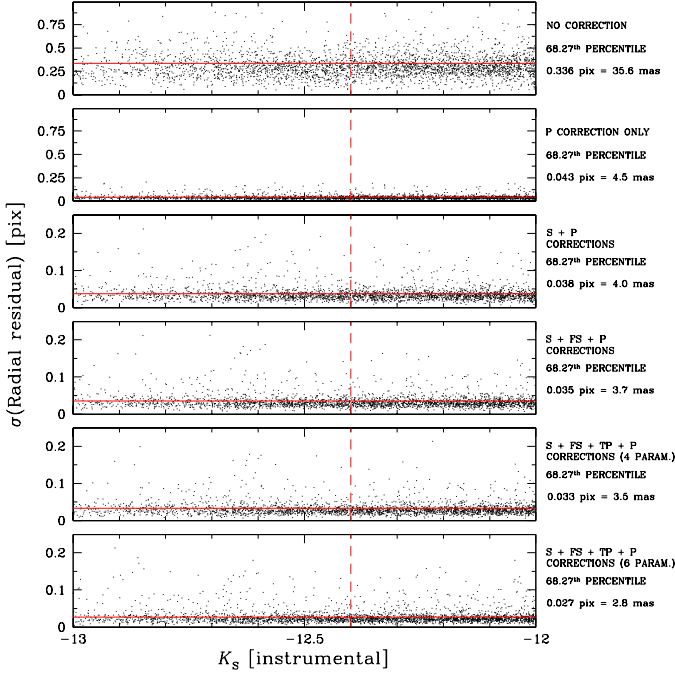 0.75
0.5
0.25
0
NO CORRECTION
68.27th PERCENTILE
0.336 pix = 35.6 mas
0.75
0.5
0.25
0
P CORRECTION ONLY
68.27th PERCENTILE
0.043 pix = 4.5 mas
0.2
0.1
0
S + P
CORRECTIONS
68.27th PERCENTILE
0.038 pix = 4.0 mas
0.2
0.1
0
S + FS + P
CORRECTIONS
68.27th PERCENTILE
0.035 pix = 3.7 mas
0.2
0.1
0
S + FS + TP + P
CORRECTIONS (4 PARAM.)
68.27th PERCENTILE
0.033 pix = 3.5 mas
0.2
0.1
0
S + FS + TP + P
CORRECTIONS (6 PARAM.)
68.27th PERCENTILE
0.027 pix = 2.8 mas
σ(Radial residual) [pix]
−13
−12.5
−12
KS [instrumental]